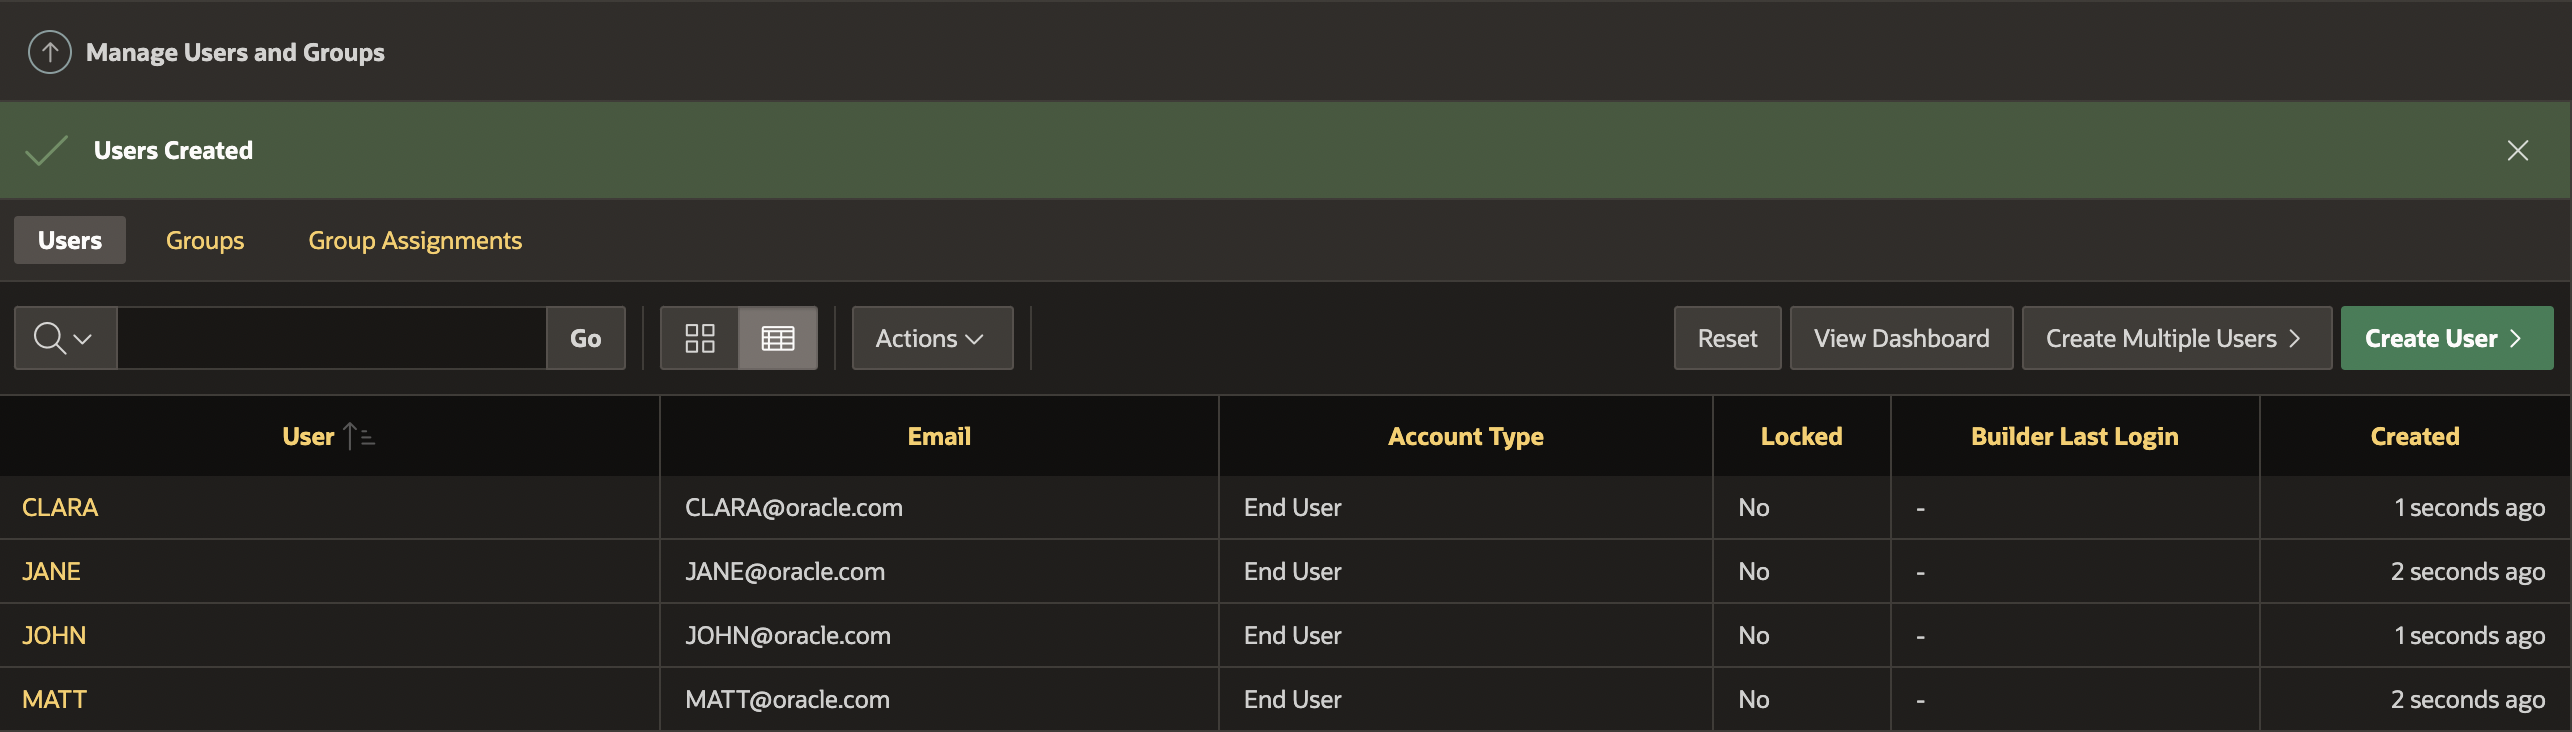 Manage Users and Groups
Users Created
Users Groups Group Assignments
Go Actions Reset View Dashboard Create Multiple Users Create User
User Email Account Type Locked Builder Last Login Created
CLARA CLARA@oracle.com End User No - 1 seconds ago
JANE JANE@oracle.com End User No - 2 seconds ago
JOHN JOHN@oracle.com End User No - 1 seconds ago
MATT MATT@oracle.com End User No - 2 seconds ago